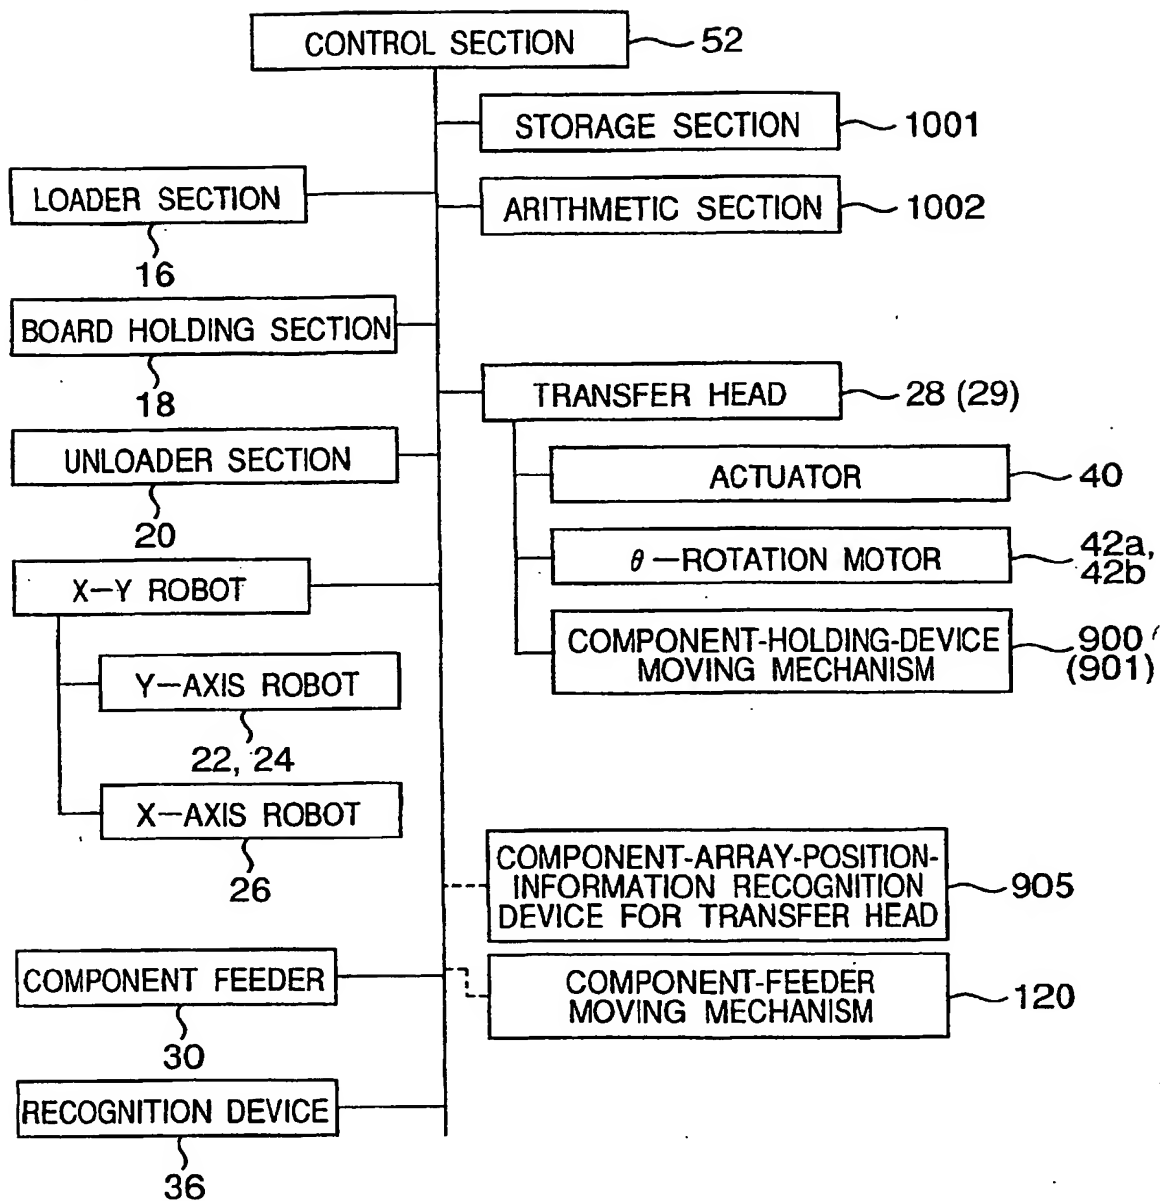 CONTROL SECTION
52
STORAGE SECTION
1001
LOADER SECTION
16
ARITHMETIC SECTION
1002
BOARD HOLDING SECTION
18
TRANSFER HEAD
28 (29)
UNLOADER SECTION
20
ACTUATOR
40
X—Y ROBOT
θ—ROTATION MOTOR
42a,
42b
Y—AXIS ROBOT
22, 24
COMPONENT-HOLDING-DEVICE
MOVING MECHANISM
900
(901)
X—AXIS ROBOT
26
COMPONENT-ARRAY-POSITION-
INFORMATION RECOGNITION
DEVICE FOR TRANSFER HEAD
905
COMPONENT FEEDER
30
COMPONENT-FEEDER
MOVING MECHANISM
120
RECOGNITION DEVICE
36